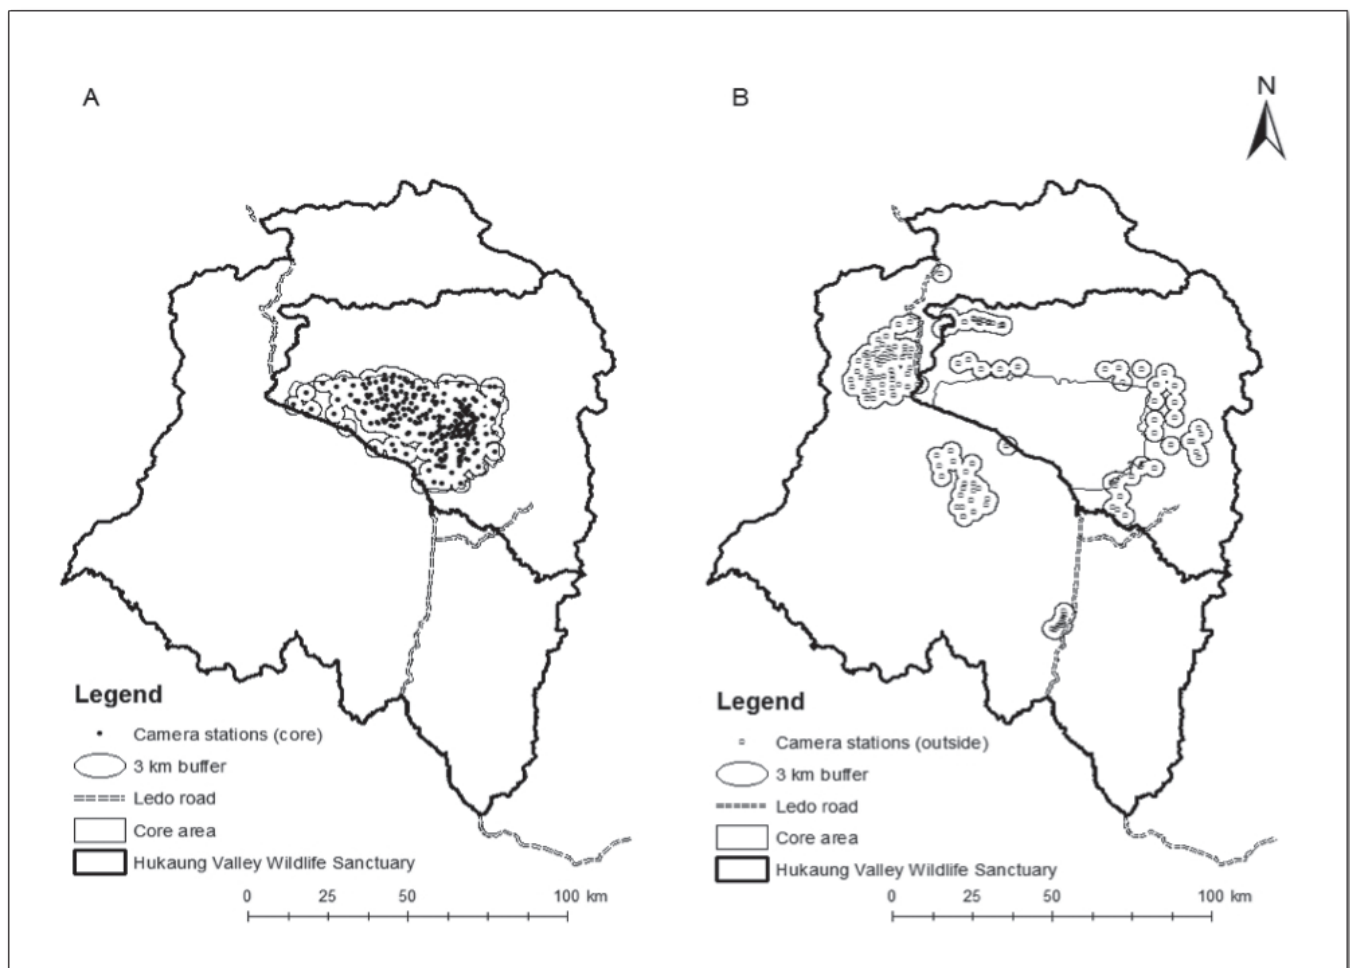 A
B
N
Legend
Camera stations (core)
3 km buffer
Ledo road
Core area
Hukaung Valley Wildlife Sanctuary
0 25 50 100 km
Legend
Camera stations (outside)
3 km buffer
Ledo road
Core area
Hukaung Valley Wildlife Sanctuary
0 25 50 100 km